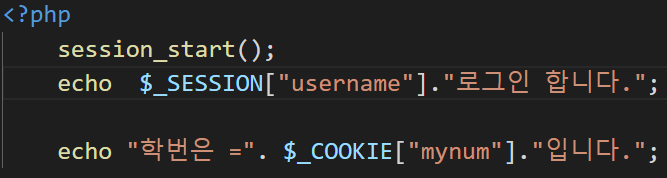 <?php
session_start();
echo  $_SESSION["username"]."로그인 합니다.";
echo "학번은 =". $_COOKIE["mynum"]."입니다.";